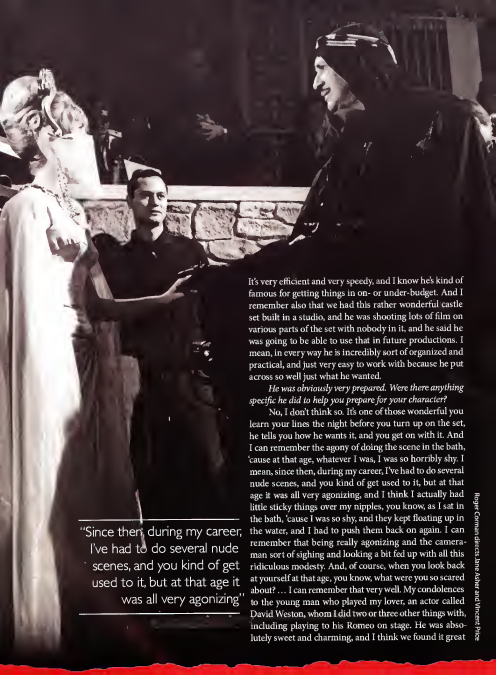 It's very efficient and very speedy, and I know he's kind of
famous for getting things in on- or under-budget. And I
remember also that we had this rather wonderful castle
set built in a studio, and he was shooting lots of film on
various parts of the set with nobody in it, and he said he
was going to be able to use that in future productions. I
mean, in every way he is incredibly sort of organized and
practical, and just very easy to work with because he put
across so well just what he wanted.
He was obviously very prepared. Were there anything
specific he did to help you prepare for your character?
No, I don't think so. It's one of those wonderful you
learn your lines the night before you turn up on the set,
he tells you how he wants it, and you get on with it. And
I can remember the agony of doing the scene in the bath,
'cause at that age, whatever I was, I was so horribly shy. I
mean, since then, during my career, I've had to do several
nude scenes, and you kind of get used to it, but at that
age it was all very agonizing, and I think I actually had
little sticky things over my nipples, you know, as I sat in
the bath, 'cause I was so shy, and they kept floating up in
the water, and I had to push them back on again. I can
remember that being really agonizing and the camera-
man sort of sighing and looking a bit fed up with all this
ridiculous modesty. And, of course, when you look back
at yourself at that age, you know, what were you so scared
about? … I can remember that very well. My condolences
to the young man who played my lover, an actor called
David Weston, whom I did two or three other things with,
including playing to his Romeo on stage. He was abso-
lutely sweet and charming, and I think we found it great
"Since then, during my career,
I've had to do several nude
scenes, and you kind of get
used to it, but at that age it
was all very agonizing"
Roger Corman directs Jane Asher and Vincent Price